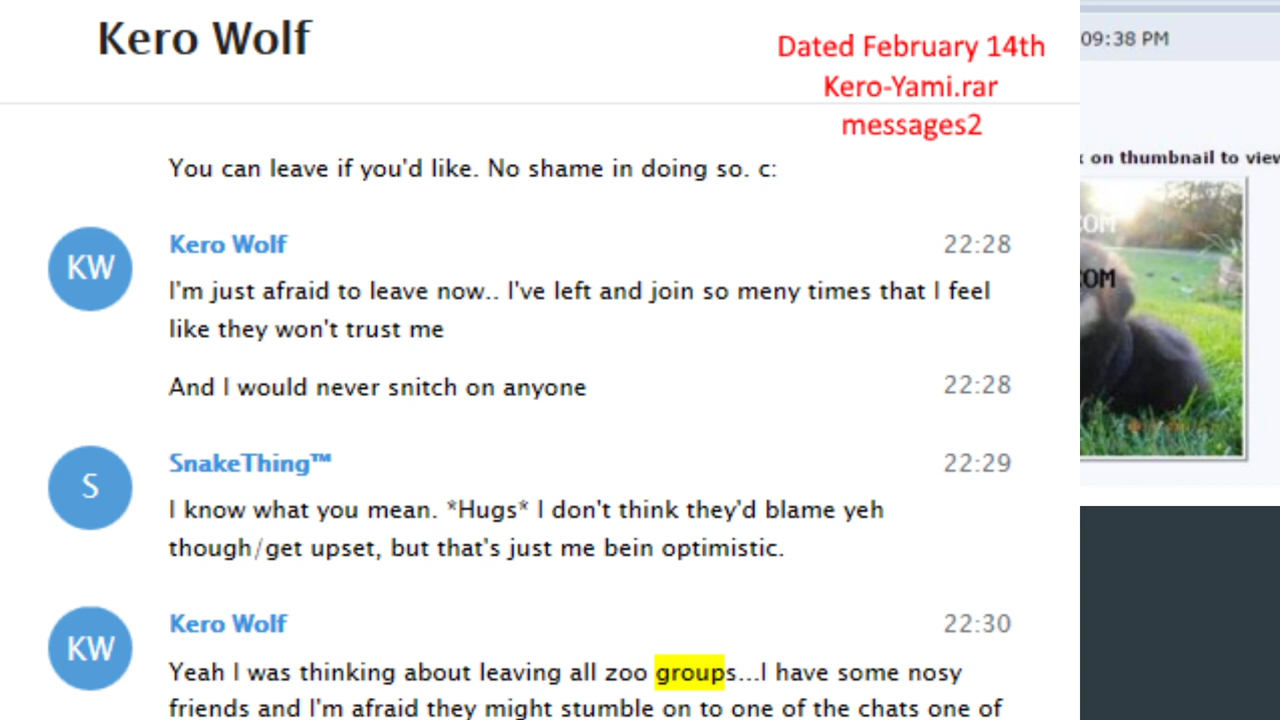 Kero Wolf
Dated February 14th
Kero-Yami.rar
messages2
You can leave if you'd like. No shame in doing so. c:
KW
Kero Wolf
22:28
I'm just afraid to leave now.. I've left and join so meny times that I feel
like they won't trust me
And I would never snitch on anyone
22:28
S
SnakeThing™
22:29
I know what you mean. *Hugs* I don't think they'd blame yeh
though/get upset, but that's just me bein optimistic.
KW
Kero Wolf
22:30
Yeah I was thinking about leaving all zoo groups...I have some nosy
friends and I'm afraid they might stumble on to one of the chats one of
09:38 PM
on thumbnail to view
COM
COM